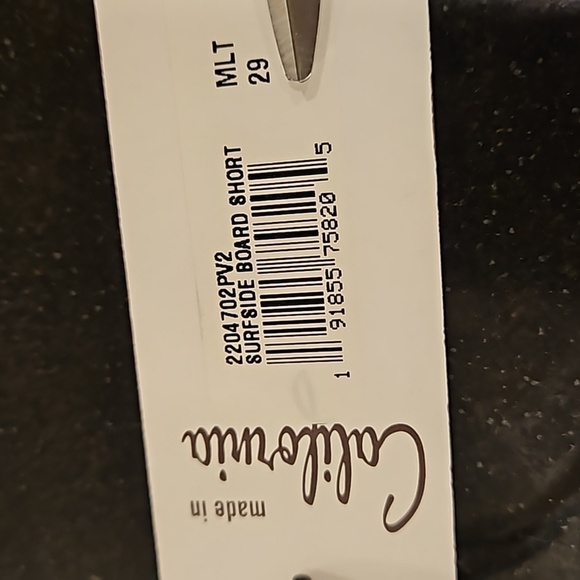 2204702PV2 MLT
SURFSIDE BOARD SHORT 29
1 91855 75820 5
made in
California